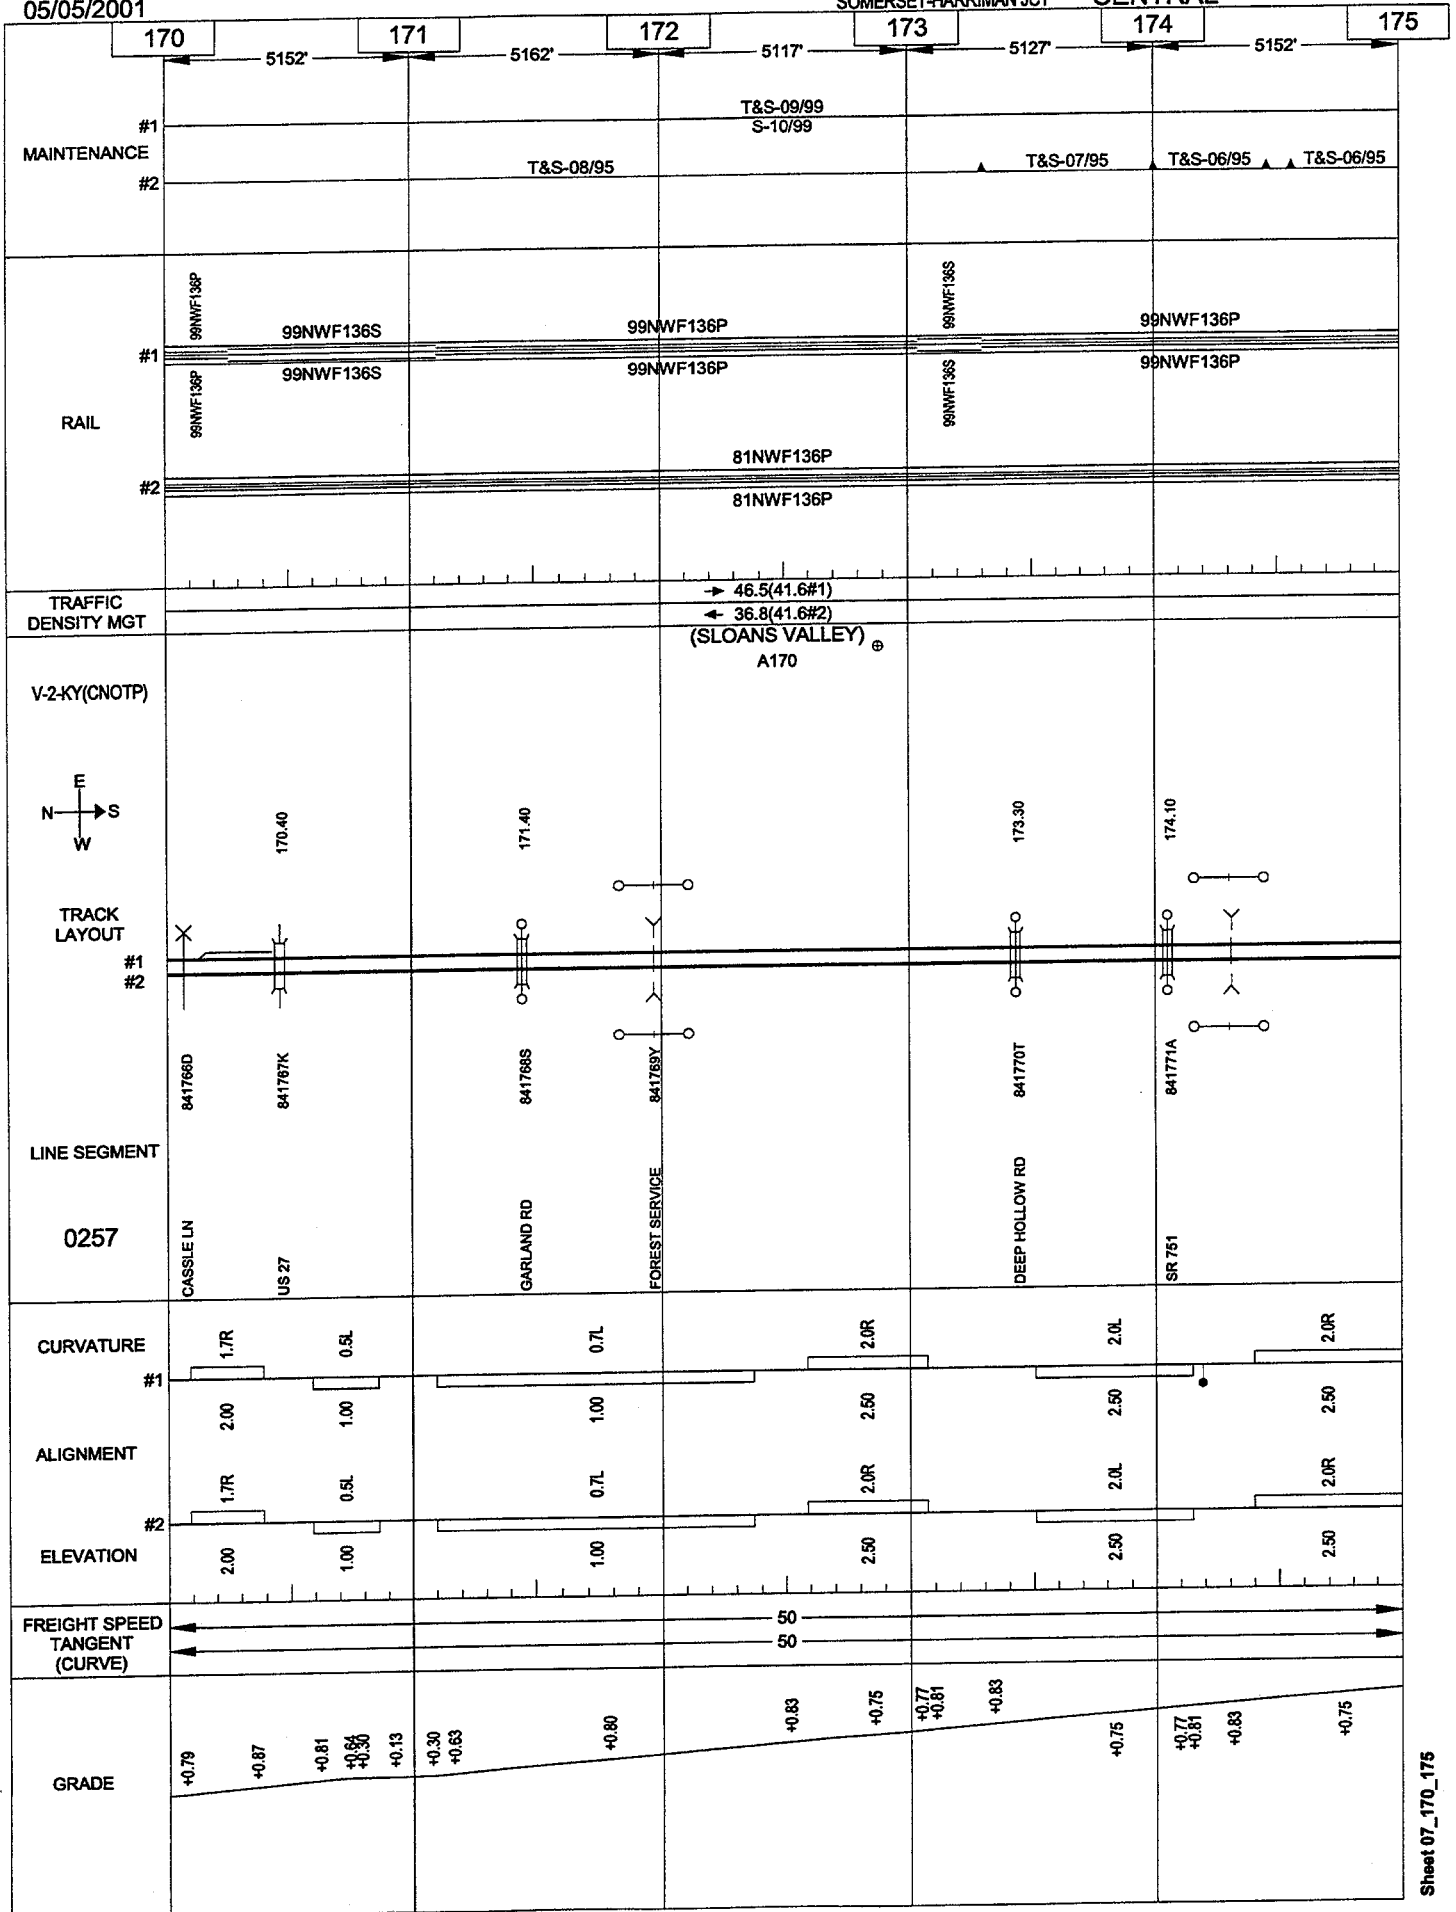 05/05/2001
SOMERSET-HARRIMAN JCT CENTRAL
170 171 172 173 174 175
5152' 5162' 5117' 5127' 5152'
MAINTENANCE
#1
T&S-09/99
S-10/99
#2
T&S-08/95 T&S-07/95 T&S-06/95 T&S-06/95
RAIL
99NWF136P 99NWF136S
#1
99NWF136S 99NWF136P 99NWF136P
99NWF136S 99NWF136P 99NWF136P
99NWF136P 99NWF136S
#2
81NWF136P
81NWF136P
TRAFFIC
DENSITY MGT
46.5(41.6#1)
36.8(41.6#2)
(SLOANS VALLEY)
A170
V-2-KY(CNOTP)
E
N S
W
170.40 171.40 173.30 174.10
TRACK
LAYOUT
#1
#2
841766D 841767K 841768S 841769Y 841770T 841771A
LINE SEGMENT
0257
CASSLE LN US 27 GARLAND RD FOREST SERVICE DEEP HOLLOW RD SR 751
CURVATURE
1.7R 0.5L 0.7L 2.0R 2.0L 2.0R
#1
2.00 1.00 1.00 2.50 2.50 2.50
ALIGNMENT
1.7R 0.5L 0.7L 2.0R 2.0L 2.0R
#2
ELEVATION
2.00 1.00 1.00 2.50 2.50 2.50
FREIGHT SPEED
TANGENT
(CURVE)
50
50
GRADE
+0.79 +0.87 +0.81 +0.64 +0.30 +0.13 +0.30 +0.63 +0.80 +0.83 +0.75 +0.77 +0.81 +0.83 +0.75 +0.77 +0.81 +0.83 +0.75
Sheet 07_170_175